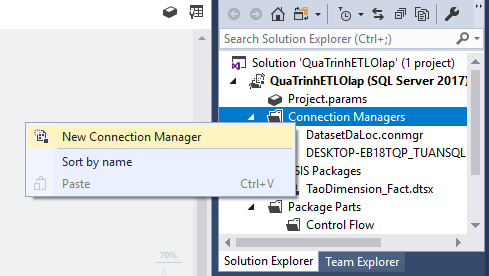 Search Solution Explorer (Ctrl+;)
Solution 'QuaTrinhETLOlap' (1 project)
QuaTrinhETLOlap (SQL Server 2017)
Project.params
Connection Managers
New Connection Manager
DatasetDaLoc.conmgr
Sort by name
DESKTOP-EB18TQP_TUANSQL
Paste Ctrl+V
SIS Packages
TaoDimension_Fact.dtsx
Package Parts
Control Flow
70%
Solution Explorer
Team Explorer